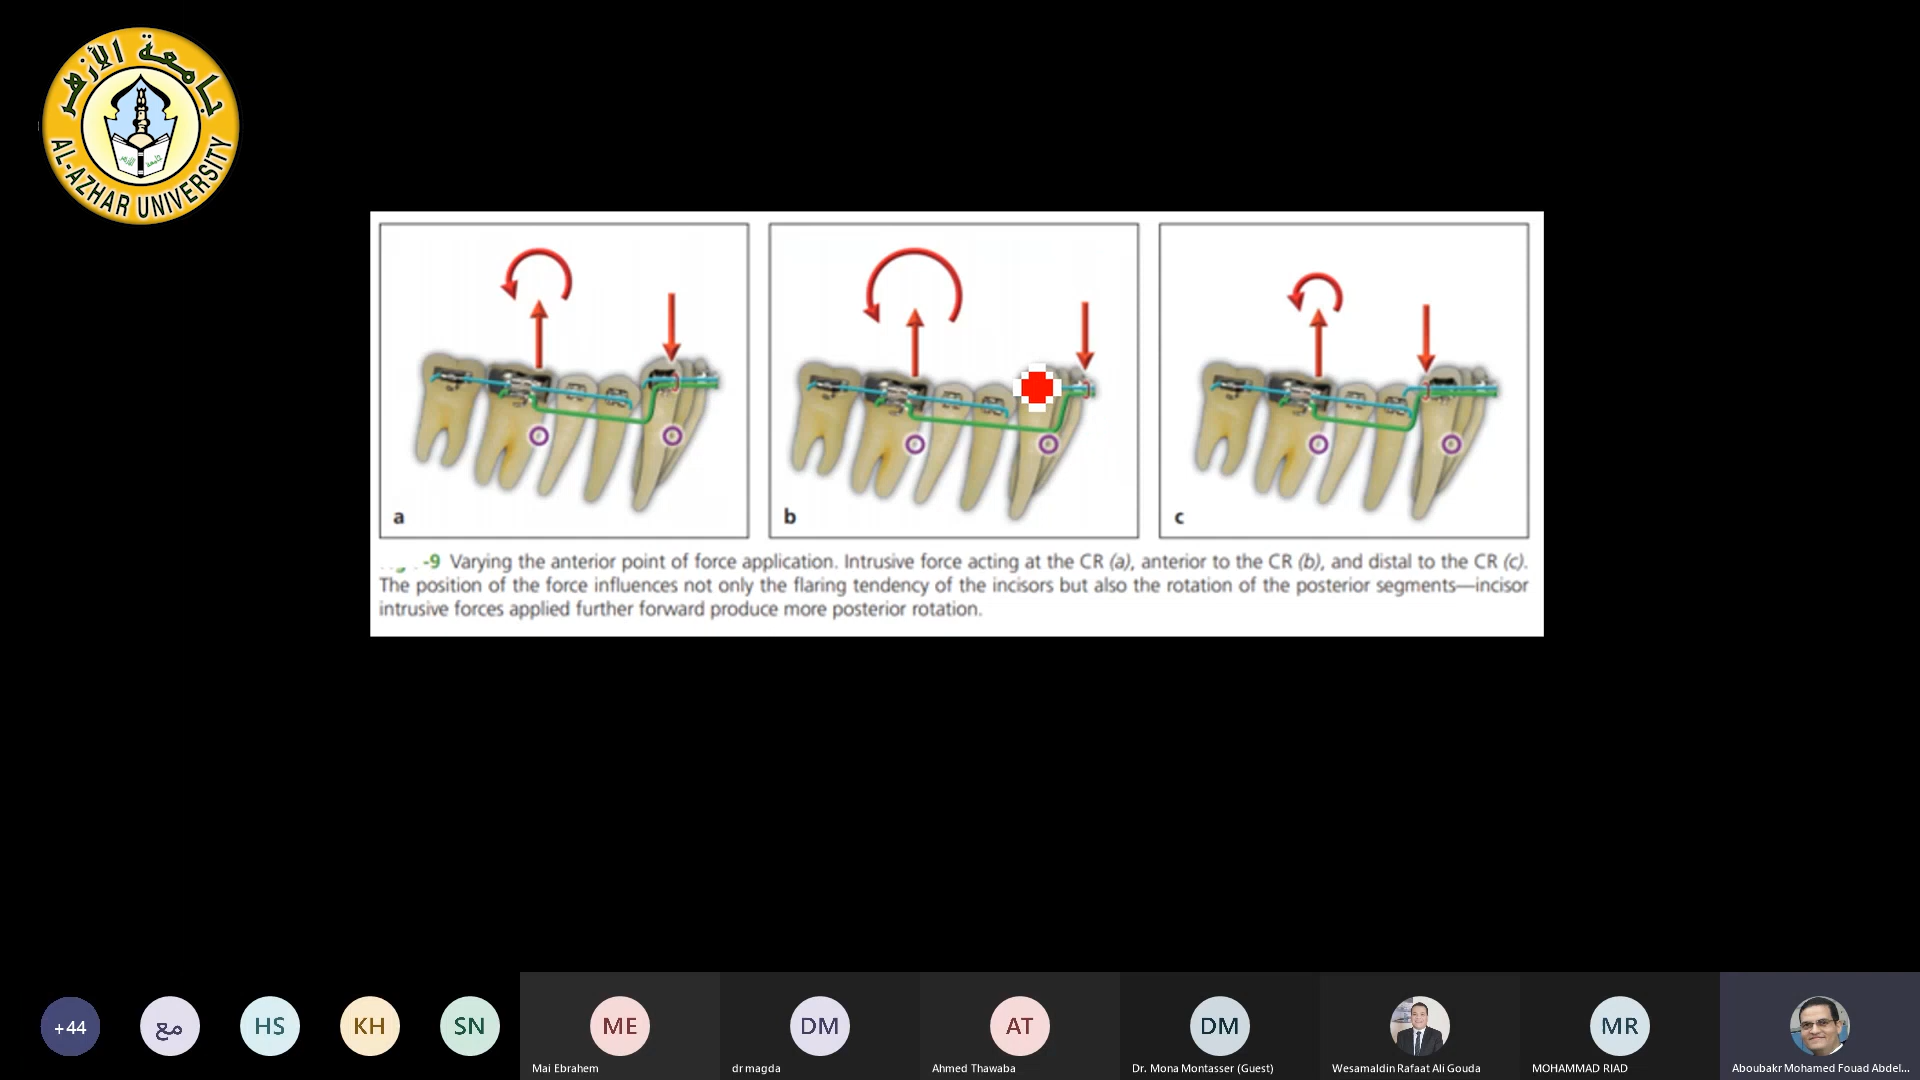 جامعة الأزهر
AL-AZHAR UNIVERSITY
a
b
c
-9 Varying the anterior point of force application. Intrusive force acting at the CR (a), anterior to the CR (b), and distal to the CR (c).
The position of the force influences not only the flaring tendency of the incisors but also the rotation of the posterior segments—incisor
intrusive forces applied further forward produce more posterior rotation.
+44
مع
HS
KH
SN
ME
Mai Ebrahem
DM
dr magda
AT
Ahmed Thawaba
DM
Dr. Mona Montasser (Guest)
Wesamaldin Rafaat Ali Gouda
MR
MOHAMMAD RIAD
Aboubakr Mohamed Fouad Abdel...